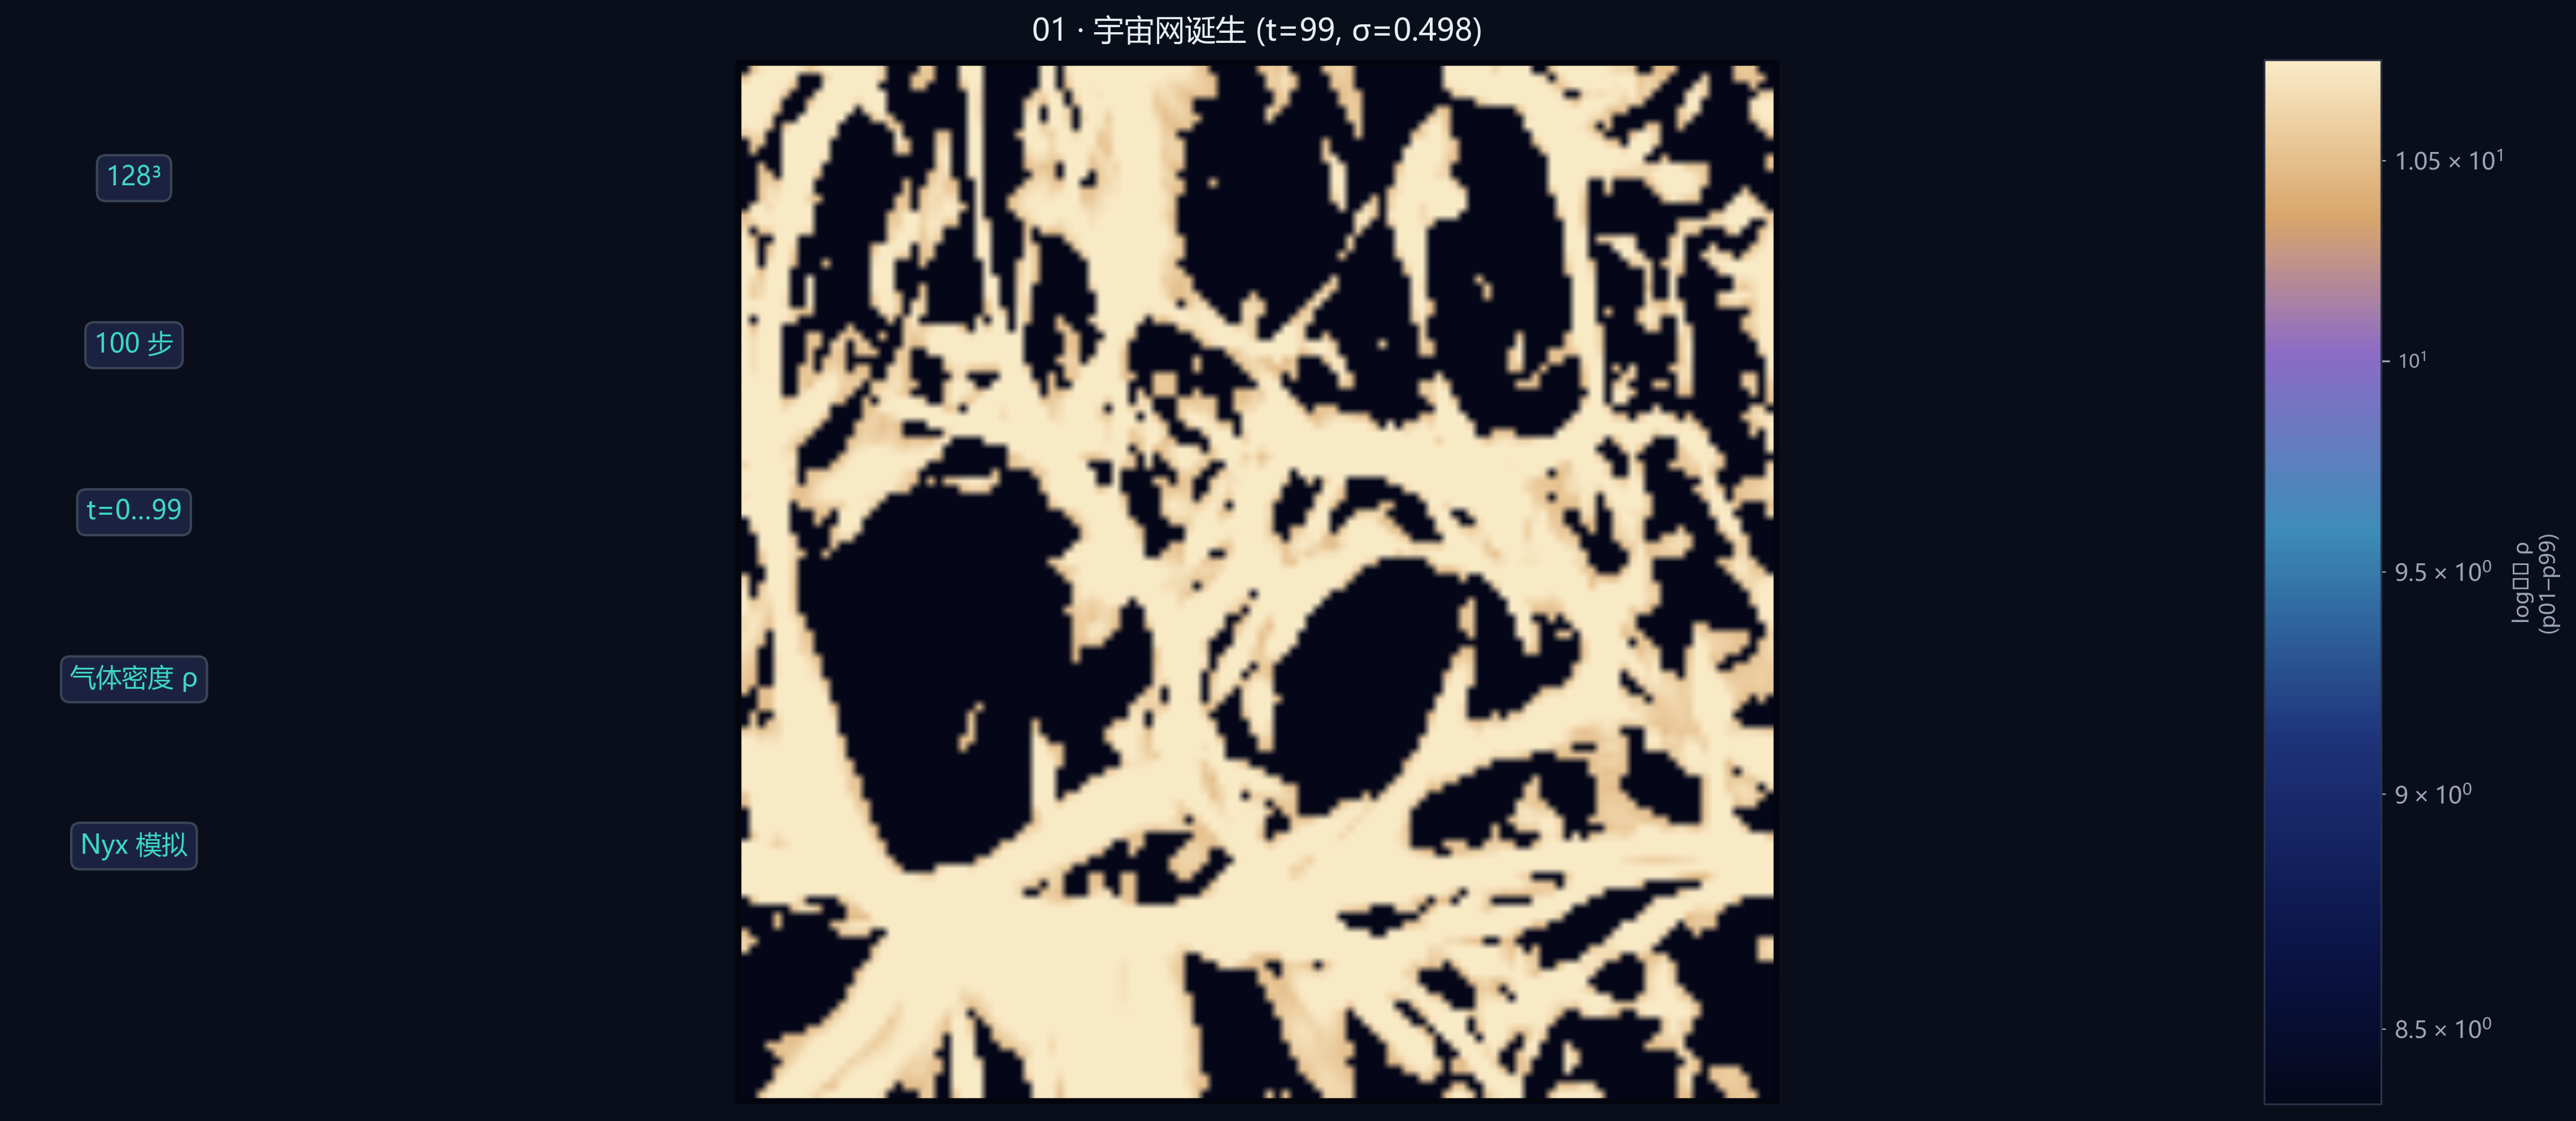 01 · 宇宙网诞生 (t=99, σ=0.498)
128³
100 步
t=0…99
气体密度 ρ
Nyx 模拟
1.05 × 10¹
10¹
9.5 × 10⁰
9 × 10⁰
8.5 × 10⁰
log□□ ρ
(p01–p99)